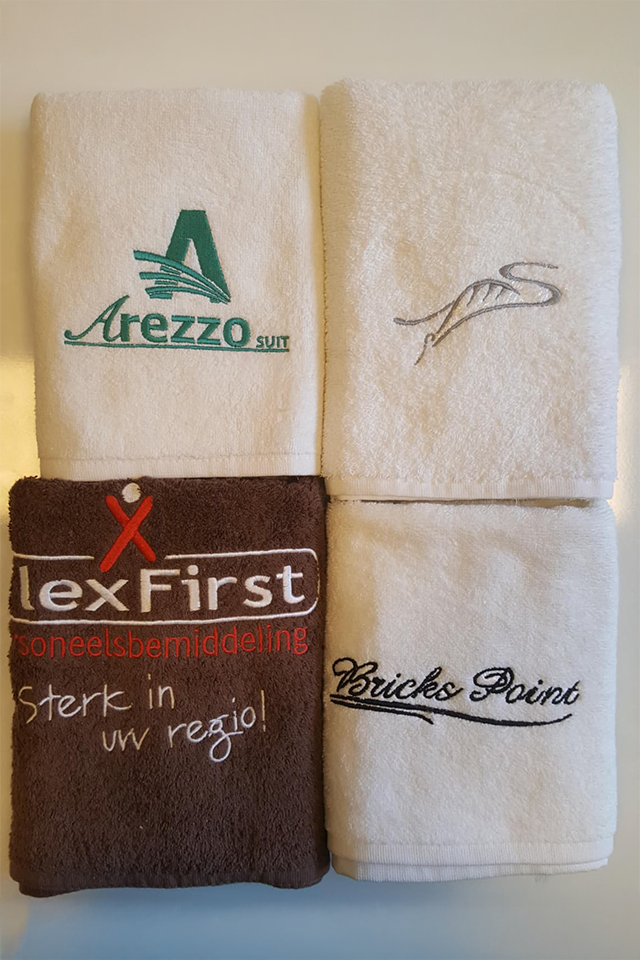 A
Arezzo SUIT
lexFirst
rsoneelsbemiddeling
Sterk in
uw regio!
Bricks Point